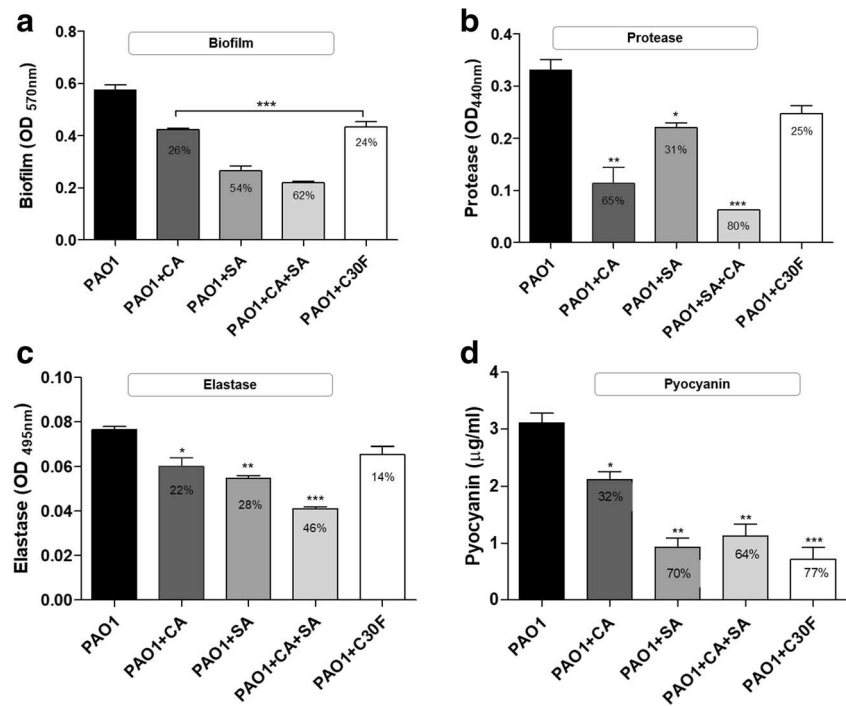 a
Biofilm
Biofilm (OD 570nm)
0.8
0.6
0.4
0.2
0.0
***
26%
54%
62%
24%
PAO1
PAO1+CA
PAO1+SA
PAO1+CA+SA
PAO1+C30F
b
Protease
Protease (OD440nm)
0.3
0.2
0.1
0.0
**
65%
*
31%
***
80%
25%
PAO1
PAO1+CA
PAO1+SA
PAO1+SA+CA
PAO1+C30F
c
Elastase
Elastase (OD 495nm)
0.10
0.08
0.06
0.04
0.02
0.00
*
22%
**
28%
***
46%
14%
PAO1
PAO1+CA
PAO1+SA
PAO1+CA+SA
PAO1+C30F
d
Pyocyanin
Pyocyanin (µg/ml)
4
3
2
1
0
*
32%
**
70%
**
64%
***
77%
PAO1
PAO1+CA
PAO1+SA
PAO1+CA+SA
PAO1+C30F